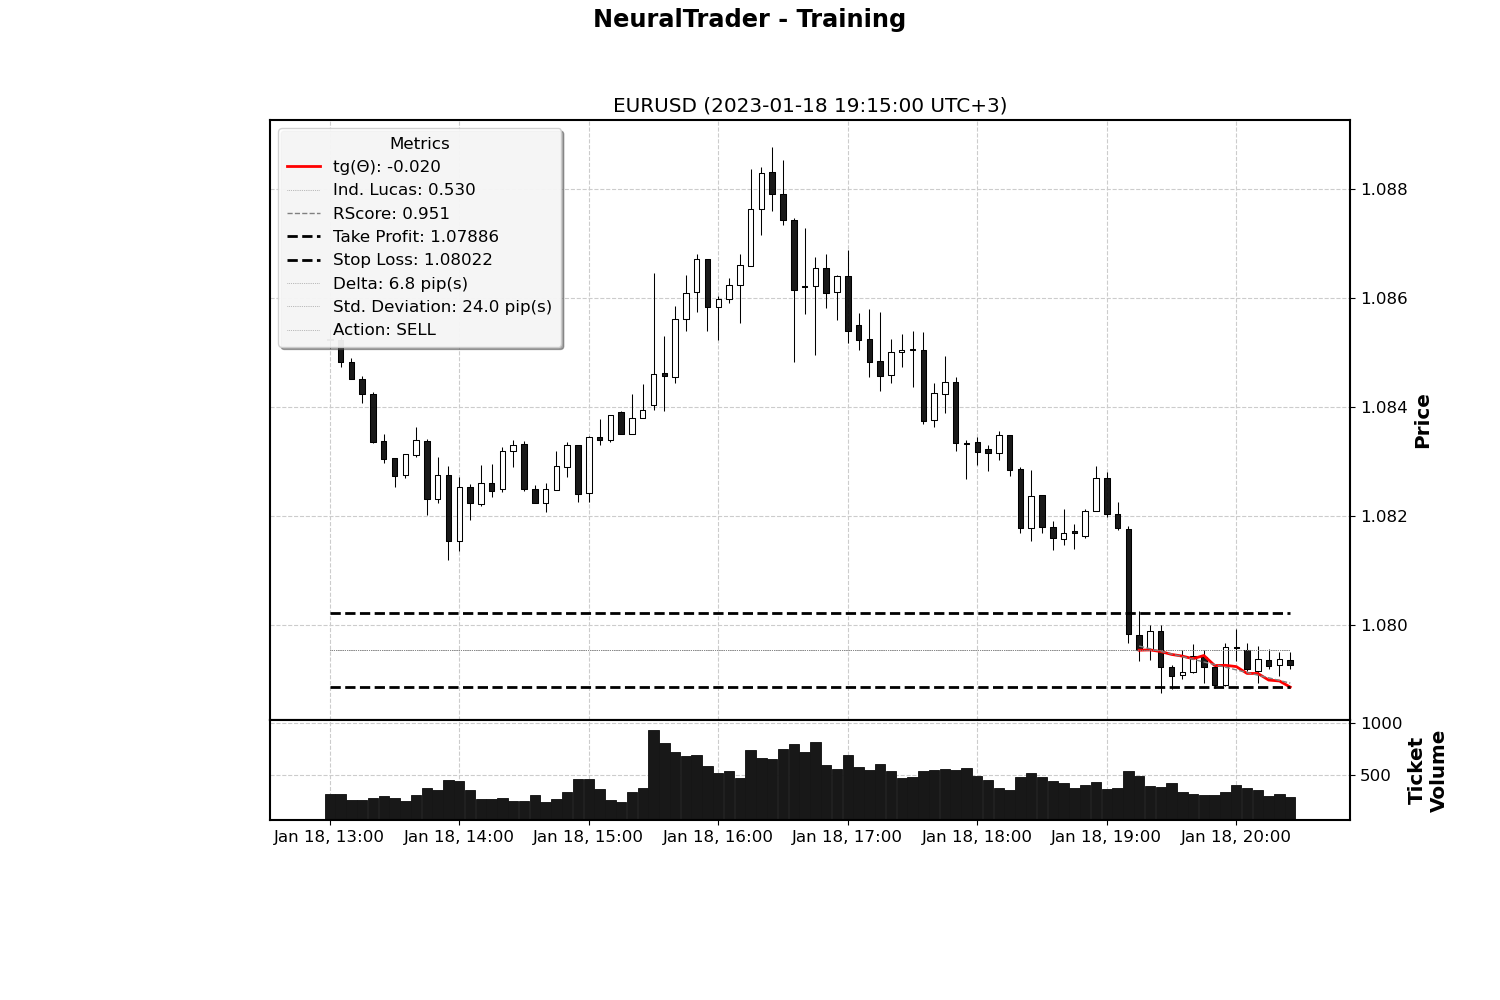 NeuralTrader - Training
EURUSD (2023-01-18 19:15:00 UTC+3)
Metrics
tg(Θ): -0.020
Ind. Lucas: 0.530
RScore: 0.951
Take Profit: 1.07886
Stop Loss: 1.08022
Delta: 6.8 pip(s)
Std. Deviation: 24.0 pip(s)
Action: SELL
1.088
1.086
1.084
1.082
1.080
Price
1000
500
Ticket
Volume
Jan 18, 13:00
Jan 18, 14:00
Jan 18, 15:00
Jan 18, 16:00
Jan 18, 17:00
Jan 18, 18:00
Jan 18, 19:00
Jan 18, 20:00